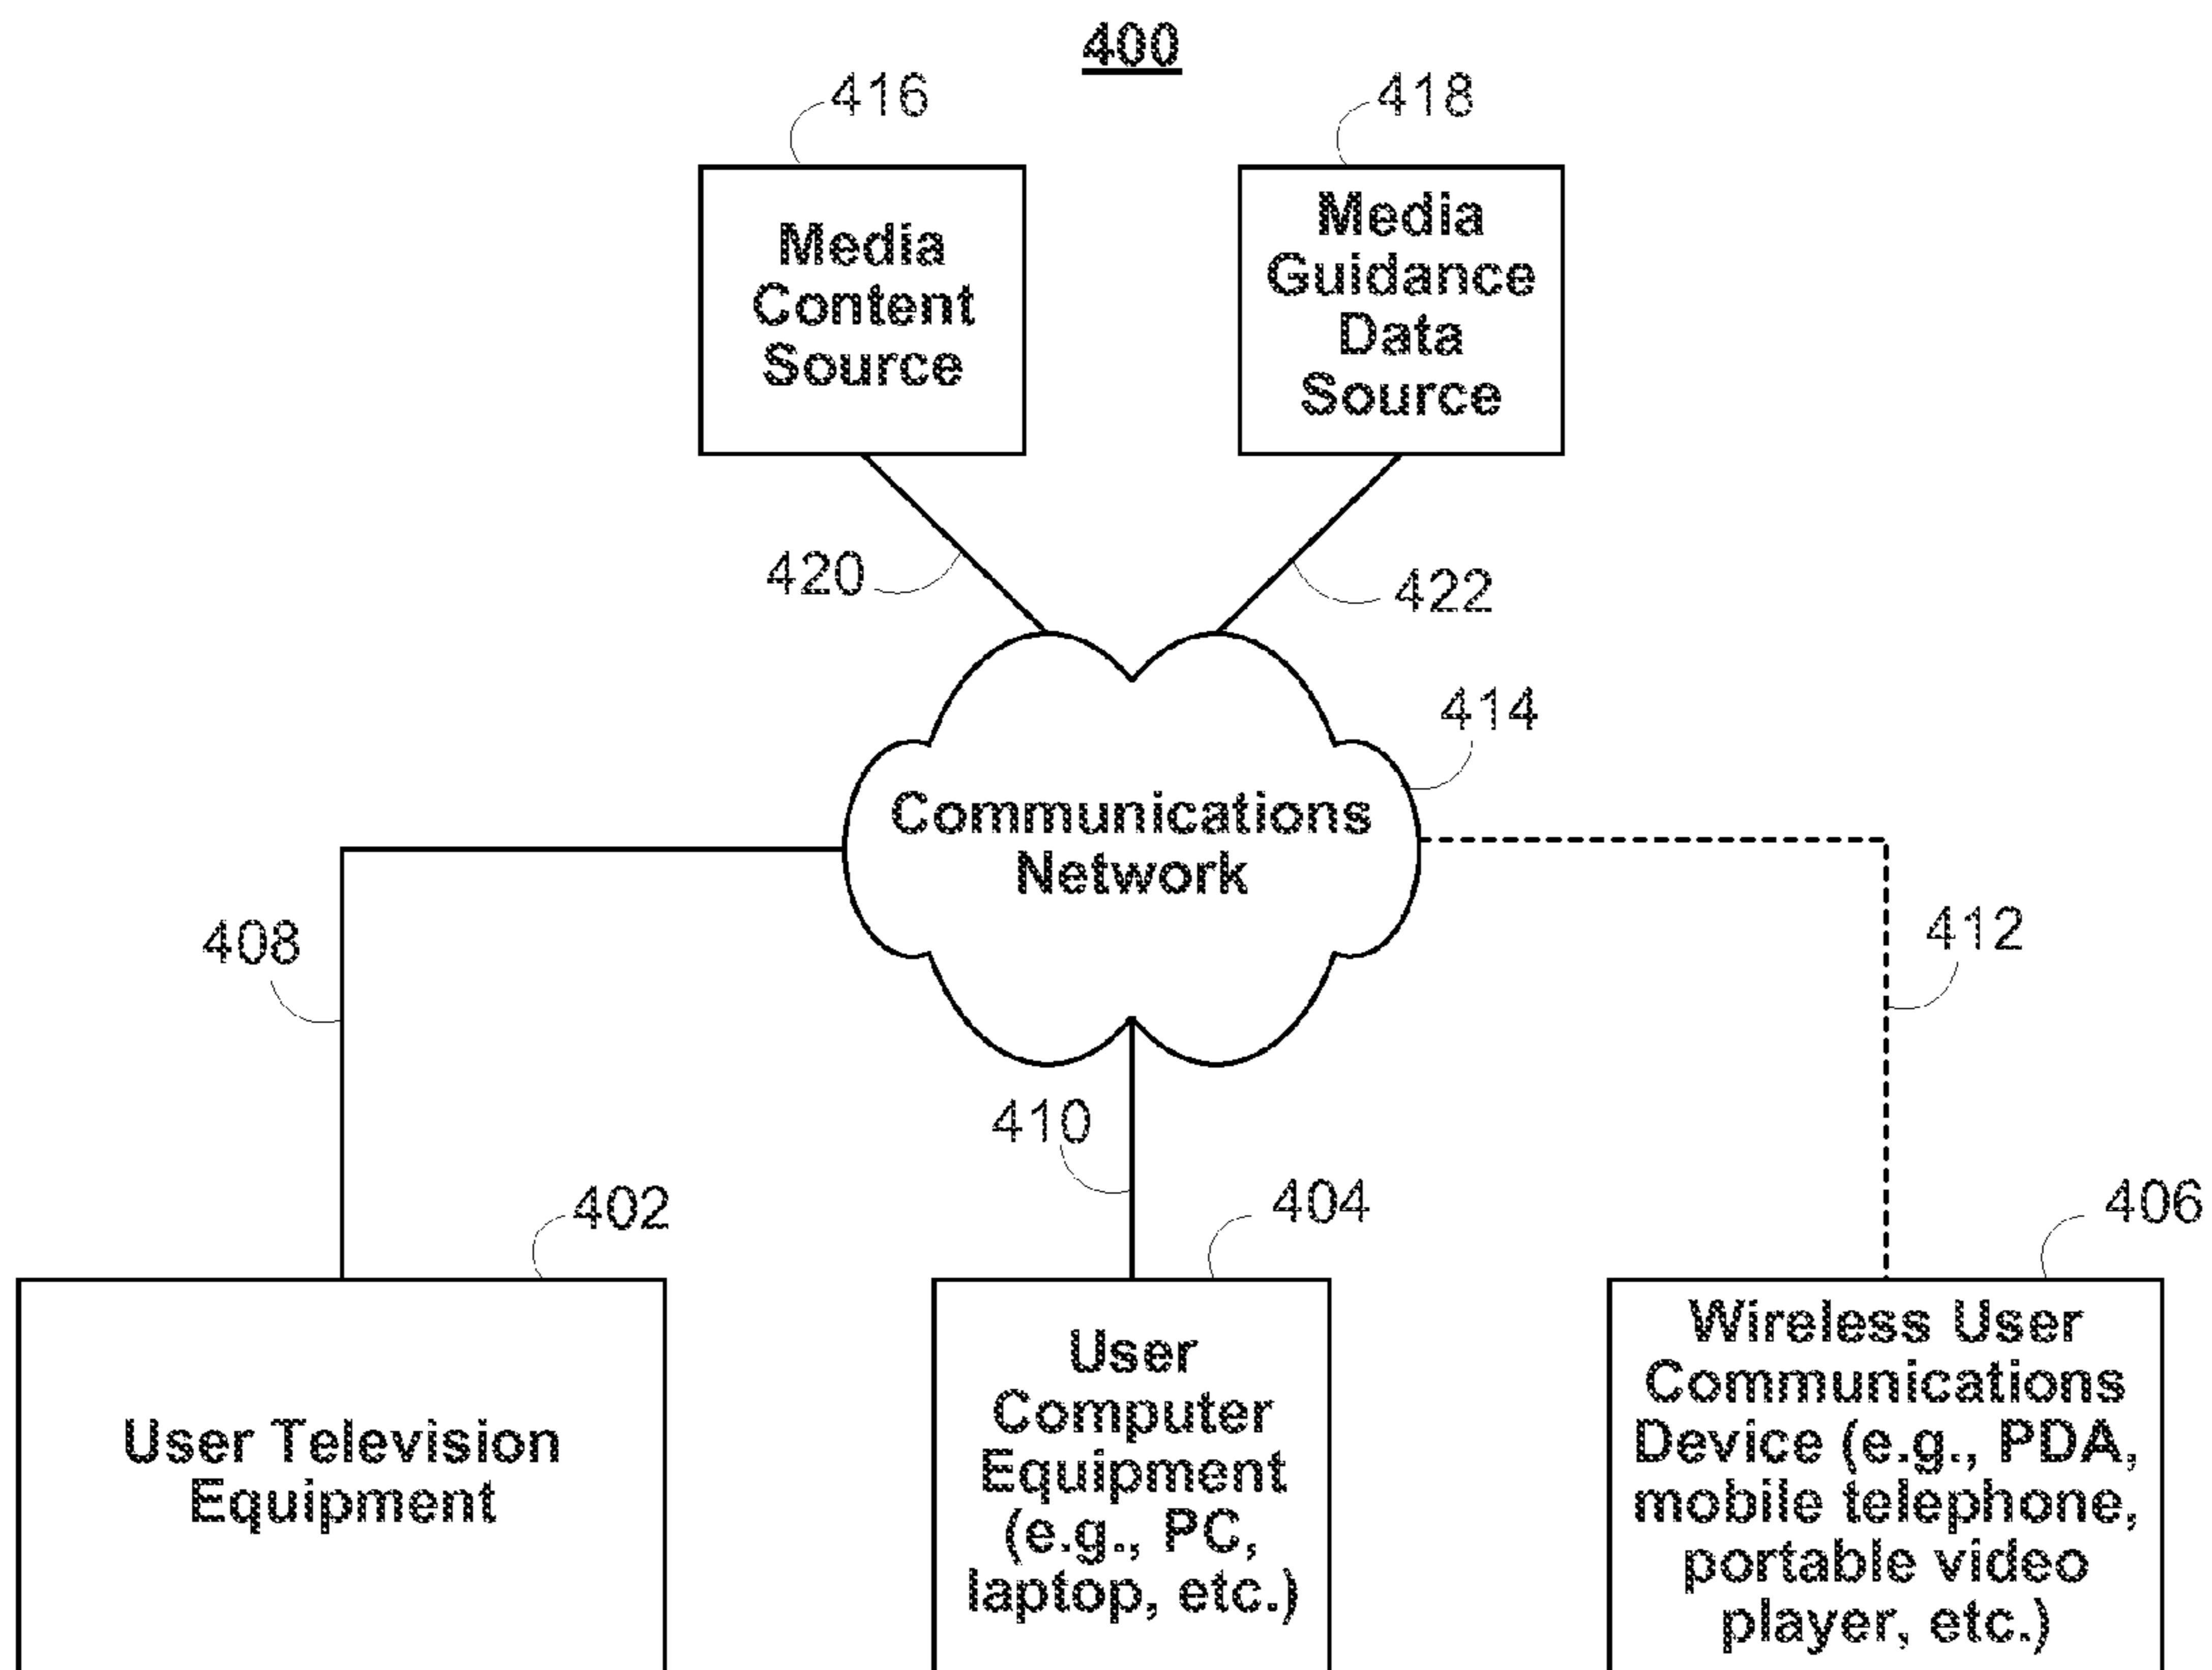 400
416
418
Media
Content
Source
Media
Guidance
Data
Source
420
422
414
Communications
Network
408
412
410
402
404
406
User Television
Equipment
User
Computer
Equipment
(e.g., PC,
laptop, etc.)
Wireless User
Communications
Device (e.g., PDA,
mobile telephone,
portable video
player, etc.)